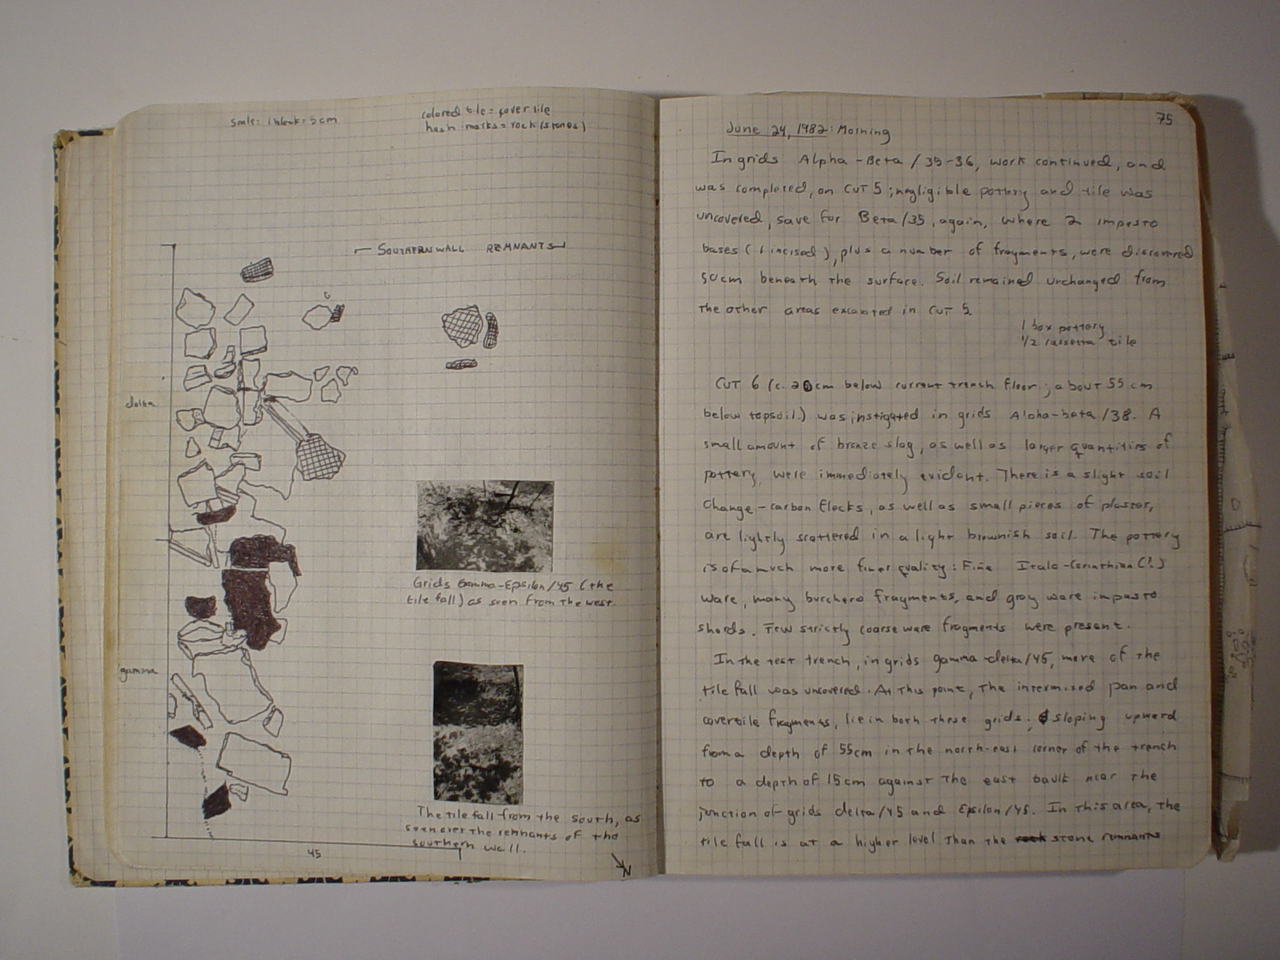 scale: 1 block = 5cm
colored tile = cover tile
hash marks = rock (stones)
SOUTHERN WALL REMNANTS
delta
gamma
45
Grids Gamma-Epsilon/45 (the
tile fall) as seen from the west.
The tile fall from the south, as
seen over the remnants of the
southern wall.
N
75
June 24, 1982: Morning
In grids Alpha-Beta/35-36, work continued, and
was completed, on CUT 5; negligible pottery and tile was
uncovered, save for Beta/35, again, where 2 impasto
bases (1 incised), plus a number of fragments, were discovered
50cm beneath the surface. Soil remained unchanged from
the other areas excavated in CUT 5.
1 box pottery
1/2 cassetta tile
CUT 6 (c. 20cm below current trench floor; about 55 cm
below topsoil) was instigated in grids Alpha-beta/38. A
small amount of bronze slag, as well as larger quantities of
pottery, were immediately evident. There is a slight soil
change - carbon flecks, as well as small pieces of plaster,
are lightly scattered in a light brownish soil. The pottery
is of a much more finer quality: Fine Italo-Corinthian (?)
ware, many bucchero fragments, and gray ware impasto
sherds. Few strictly coarse ware fragments were present.
In the test trench, in grids gamma-delta/45, more of the
tile fall was uncovered. At this point, the intermixed pan and
cover tile fragments, lie in both these grids, sloping upward
from a depth of 55cm in the north-east corner of the trench
to a depth of 15cm against the east baulk near the
junction of grids delta/45 and Epsilon/45. In this area, the
tile fall is at a higher level than the rock stone remnants